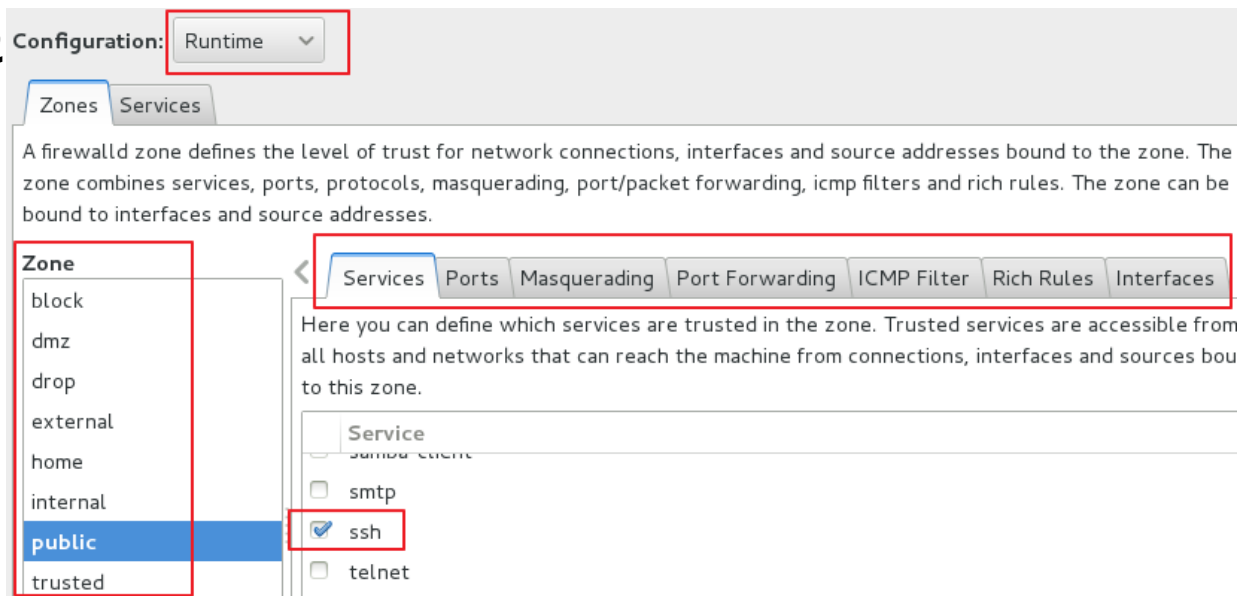 Configuration: Runtime
Zones Services
A firewalld zone defines the level of trust for network connections, interfaces and source addresses bound to the zone. The
zone combines services, ports, protocols, masquerading, port/packet forwarding, icmp filters and rich rules. The zone can be
bound to interfaces and source addresses.
Zone
block
dmz
drop
external
home
internal
public
trusted
Services Ports Masquerading Port Forwarding ICMP Filter Rich Rules Interfaces
Here you can define which services are trusted in the zone. Trusted services are accessible from
all hosts and networks that can reach the machine from connections, interfaces and sources bou
to this zone.
Service
samba-client
smtp
ssh
telnet